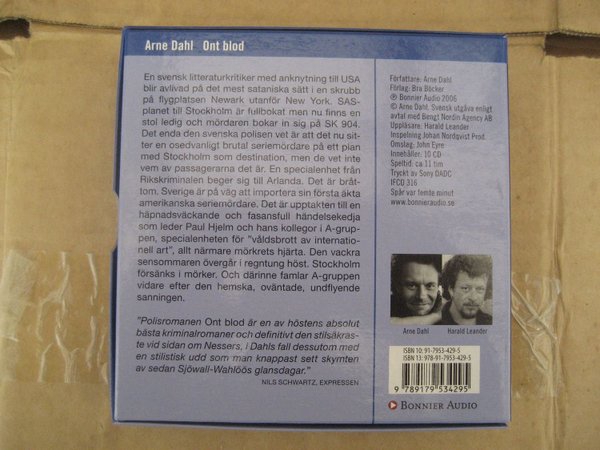 Arne Dahl Ont blod
En svensk litteraturkritiker med anknytning till USA
blir avlivad på det mest sataniska sätt i en skrubb
på flygplatsen Newark utanför New York. SAS-
planet till Stockholm är fullbokat men nu finns en
stol ledig och mördaren bokar in sig på SK 904.
Det enda den svenska polisen vet är att det nu sit-
ter en osedvanligt brutal seriemördare på ett plan
med Stockholm som destination, men de vet inte
vem av passagerarna det är. En specialenhet från
Rikskriminalen beger sig till Arlanda. Det är bråt-
tom. Sverige är på väg att importera sin första äkta
amerikanska seriemördare. Det är upptakten till en
häpnadsväckande och fasansfull händelsekedja
som leder Paul Hjelm och hans kollegor i A-grup-
pen, specialenheten för "våldsbrott av internatio-
nell art", allt närmare mörkrets hjärta. Den vackra
sensommaren övergår i regntung höst. Stockholm
försänks i mörker. Och därinne famlar A-gruppen
vidare efter den hemska, oväntade, undflyende
sanningen.
"Polisromanen Ont blod är en av höstens absolut
bästa kriminalromaner och definitivt den stilsäkras-
te vid sidan om Nessers, i Dahls fall dessutom med
en stilistisk udd som man knappast sett skymten
av sedan Sjöwall-Wahlöös glansdagar."
NILS SCHWARTZ, EXPRESSEN
Författare: Arne Dahl
Förlag: Bra Böcker
℗ Bonnier Audio 2006
© Arne Dahl. Svensk utgåva enligt
avtal med Bengt Nordin Agency AB
Uppläsare: Harald Leander
Inspelning Johan Nordqvist Prod.
Omslag: John Eyre
Innehåller: 10 CD
Speltid: ca 11 tim
Tryckt av Sony DADC
IFCD 316
Spår var femte minut
www.bonnieraudio.se
Arne Dahl Harald Leander
ISBN 10: 91-7953-429-5
ISBN 13: 978-91-7953-429-5
9 789179 534295
BONNIER AUDIO